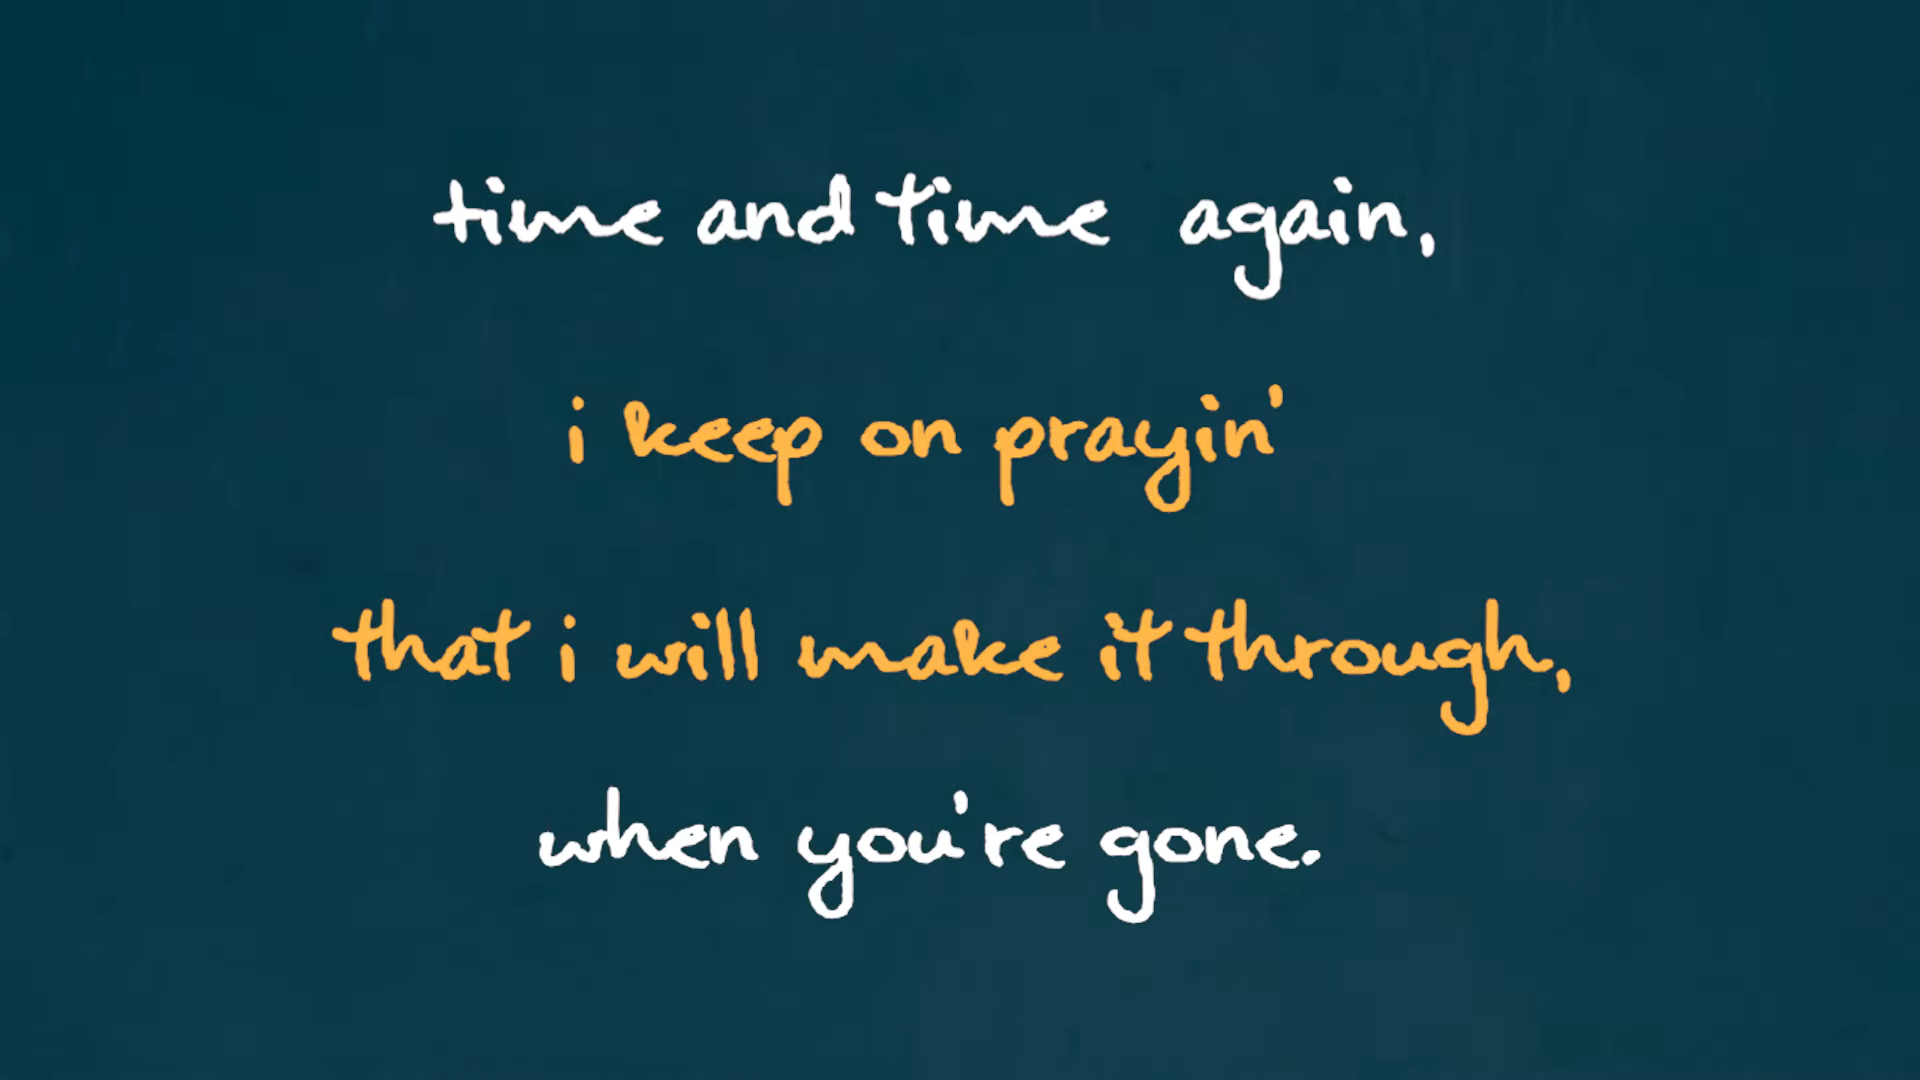 time and time again,
i keep on prayin'
that i will make it through,
when you're gone.